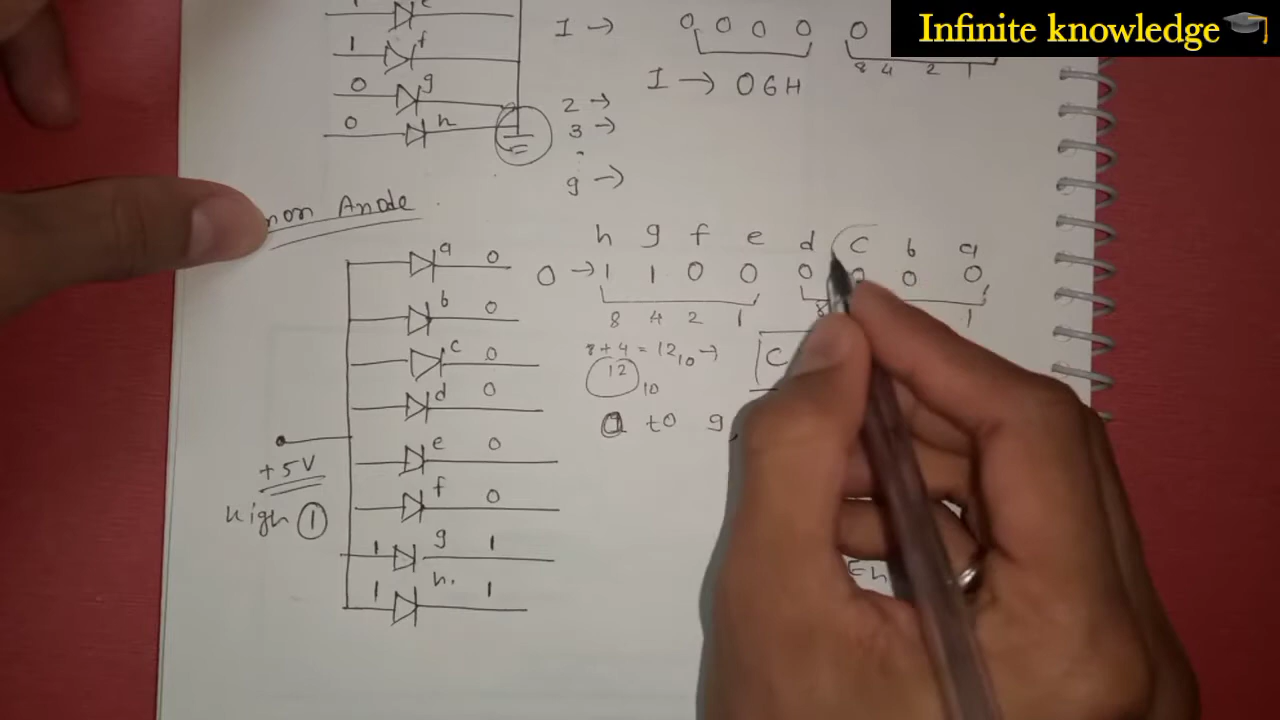 Infinite knowledge
1 f
0 g
0 h
1 → 0 0 0 0 0
8 4 2 1
1 → 06H
2 →
3 →
9 →
Anode
h g f e d c b a
0 → 1 1 0 0 0 0 0 0
8 4 2 1 8 1
8+4 = 12₁₀ → C
12₁₀
a to g,
a 0
b 0
c 0
d 0
e 0
f 0
1 g 1
1 h. 1
+5V
high 1